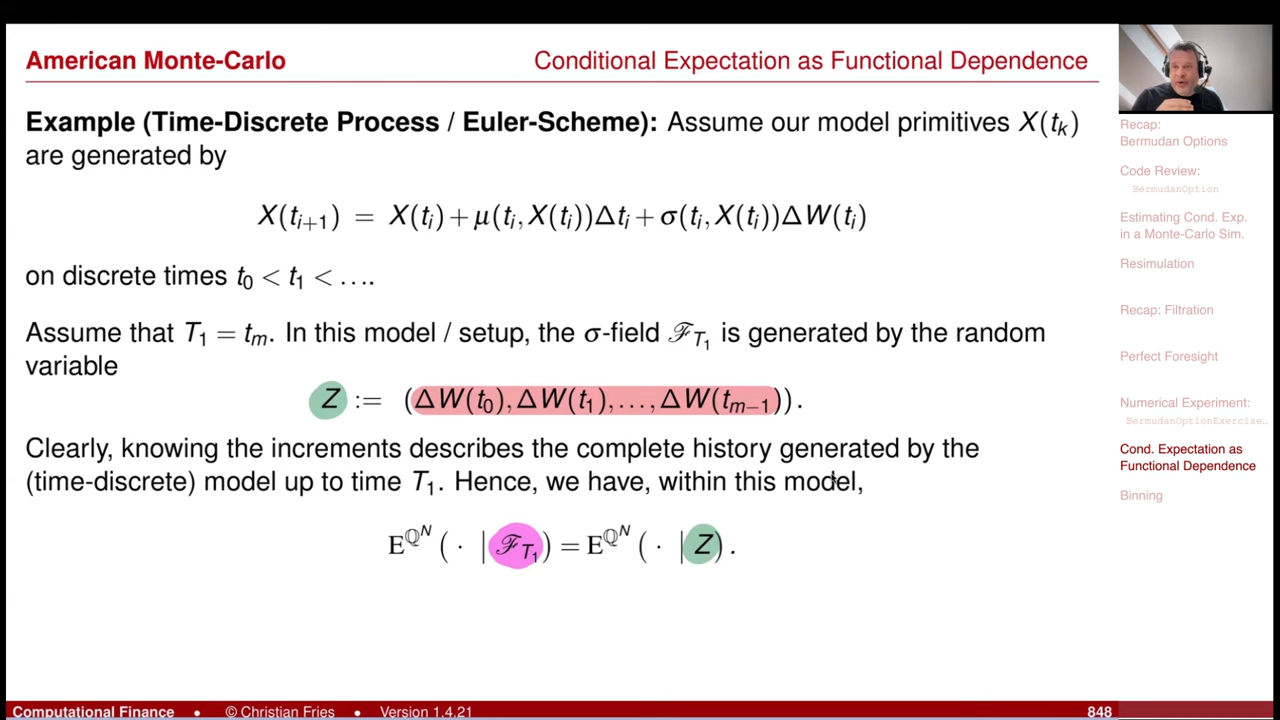 American Monte-Carlo
Conditional Expectation as Functional Dependence
Example (Time-Discrete Process / Euler-Scheme): Assume our model primitives X(t_k)
are generated by
X(t_{i+1}) = X(t_i) + μ(t_i, X(t_i))Δt_i + σ(t_i, X(t_i))ΔW(t_i)
on discrete times t_0 < t_1 < ….
Assume that T_1 = t_m. In this model / setup, the σ-field ℱ_{T_1} is generated by the random
variable
Z := (ΔW(t_0), ΔW(t_1), …, ΔW(t_{m−1})).
Clearly, knowing the increments describes the complete history generated by the
(time-discrete) model up to time T_1. Hence, we have, within this model,
E^{ℚ^N} ( · | ℱ_{T_1}) = E^{ℚ^N} ( · | Z) .
Recap:
Bermudan Options
Code Review:
BermudanOption
Estimating Cond. Exp.
in a Monte-Carlo Sim.
Resimulation
Recap: Filtration
Perfect Foresight
Numerical Experiment:
BermudanOptionExercise…
Cond. Expectation as
Functional Dependence
Binning
Computational Finance • © Christian Fries • Version 1.4.21
848